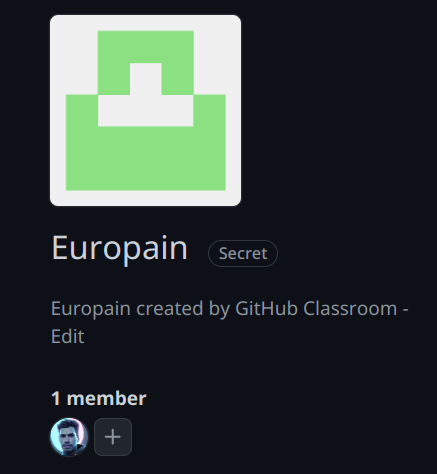 Europain
Secret
Europain created by GitHub Classroom -
Edit
1 member